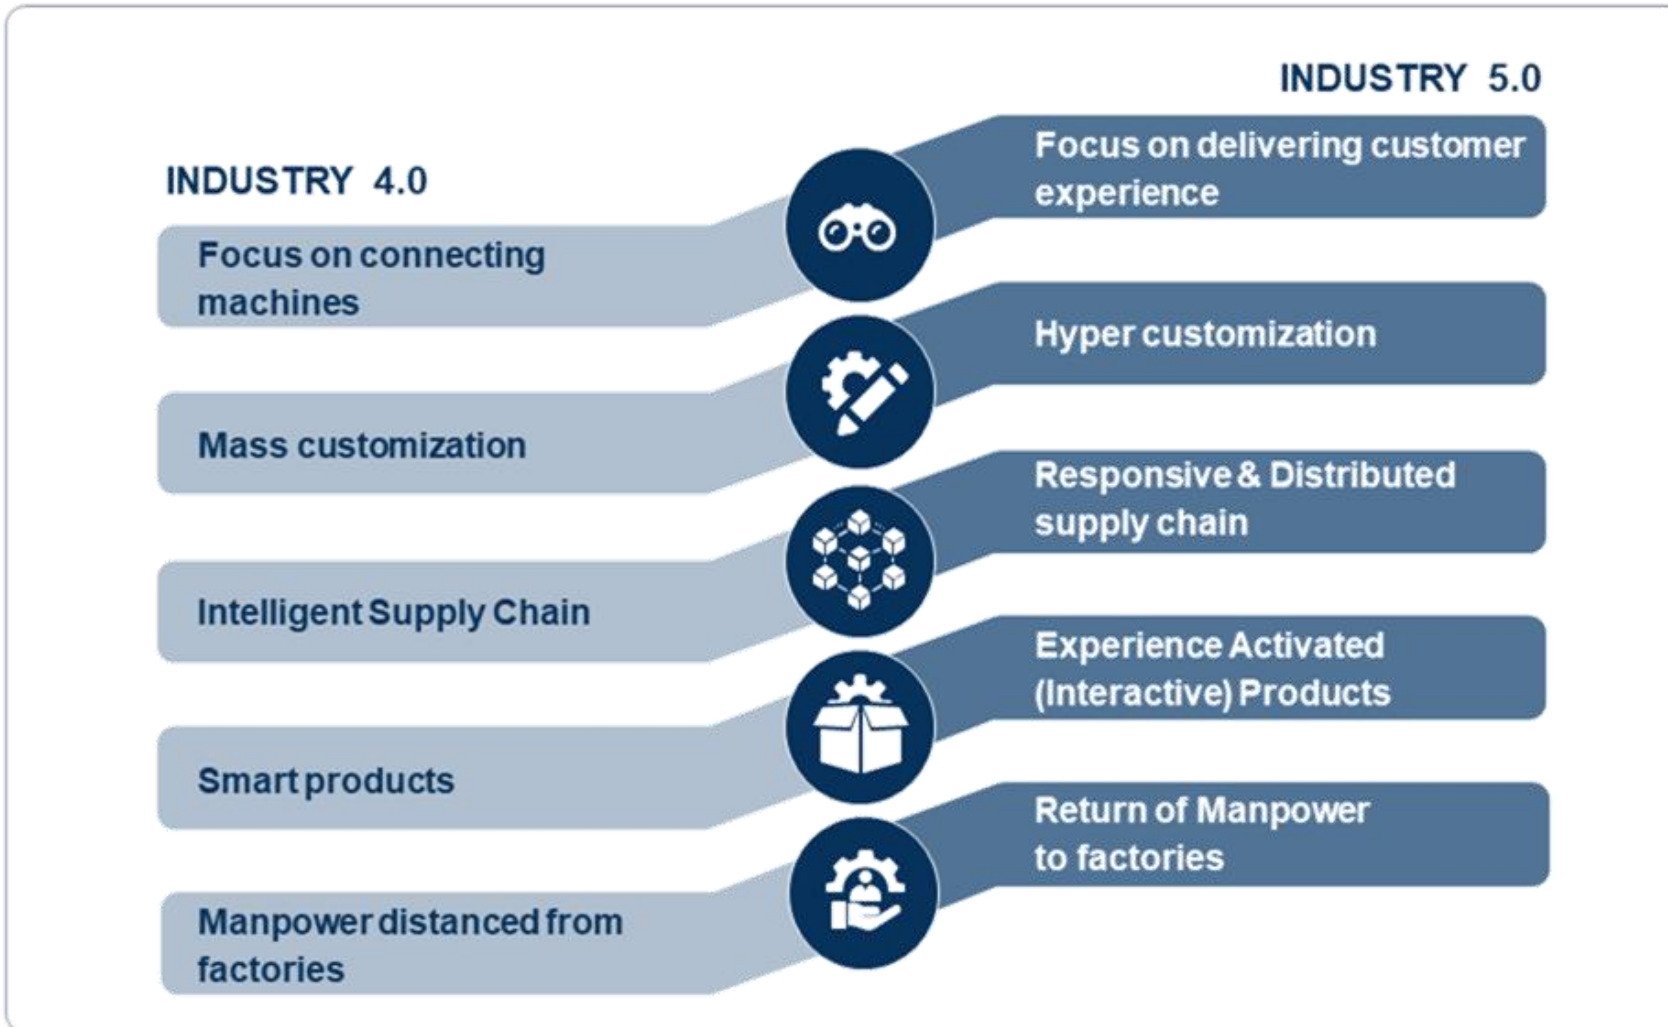 INDUSTRY 4.0
Focus on connecting
machines
Mass customization
Intelligent Supply Chain
Smart products
Manpower distanced from
factories
INDUSTRY 5.0
Focus on delivering customer
experience
Hyper customization
Responsive & Distributed
supply chain
Experience Activated
(Interactive) Products
Return of Manpower
to factories